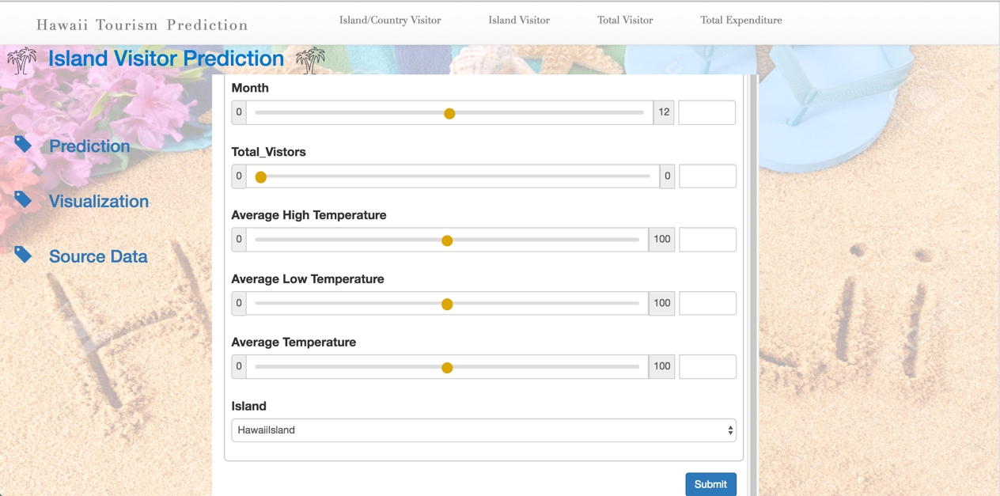 Hawaii Tourism Prediction
Island/Country Visitor
Island Visitor
Total Visitor
Total Expenditure
Island Visitor Prediction
Prediction
Visualization
Source Data
Month
0 12
Total_Vistors
0 0
Average High Temperature
0 100
Average Low Temperature
0 100
Average Temperature
0 100
Island
HawaiiIsland
Submit